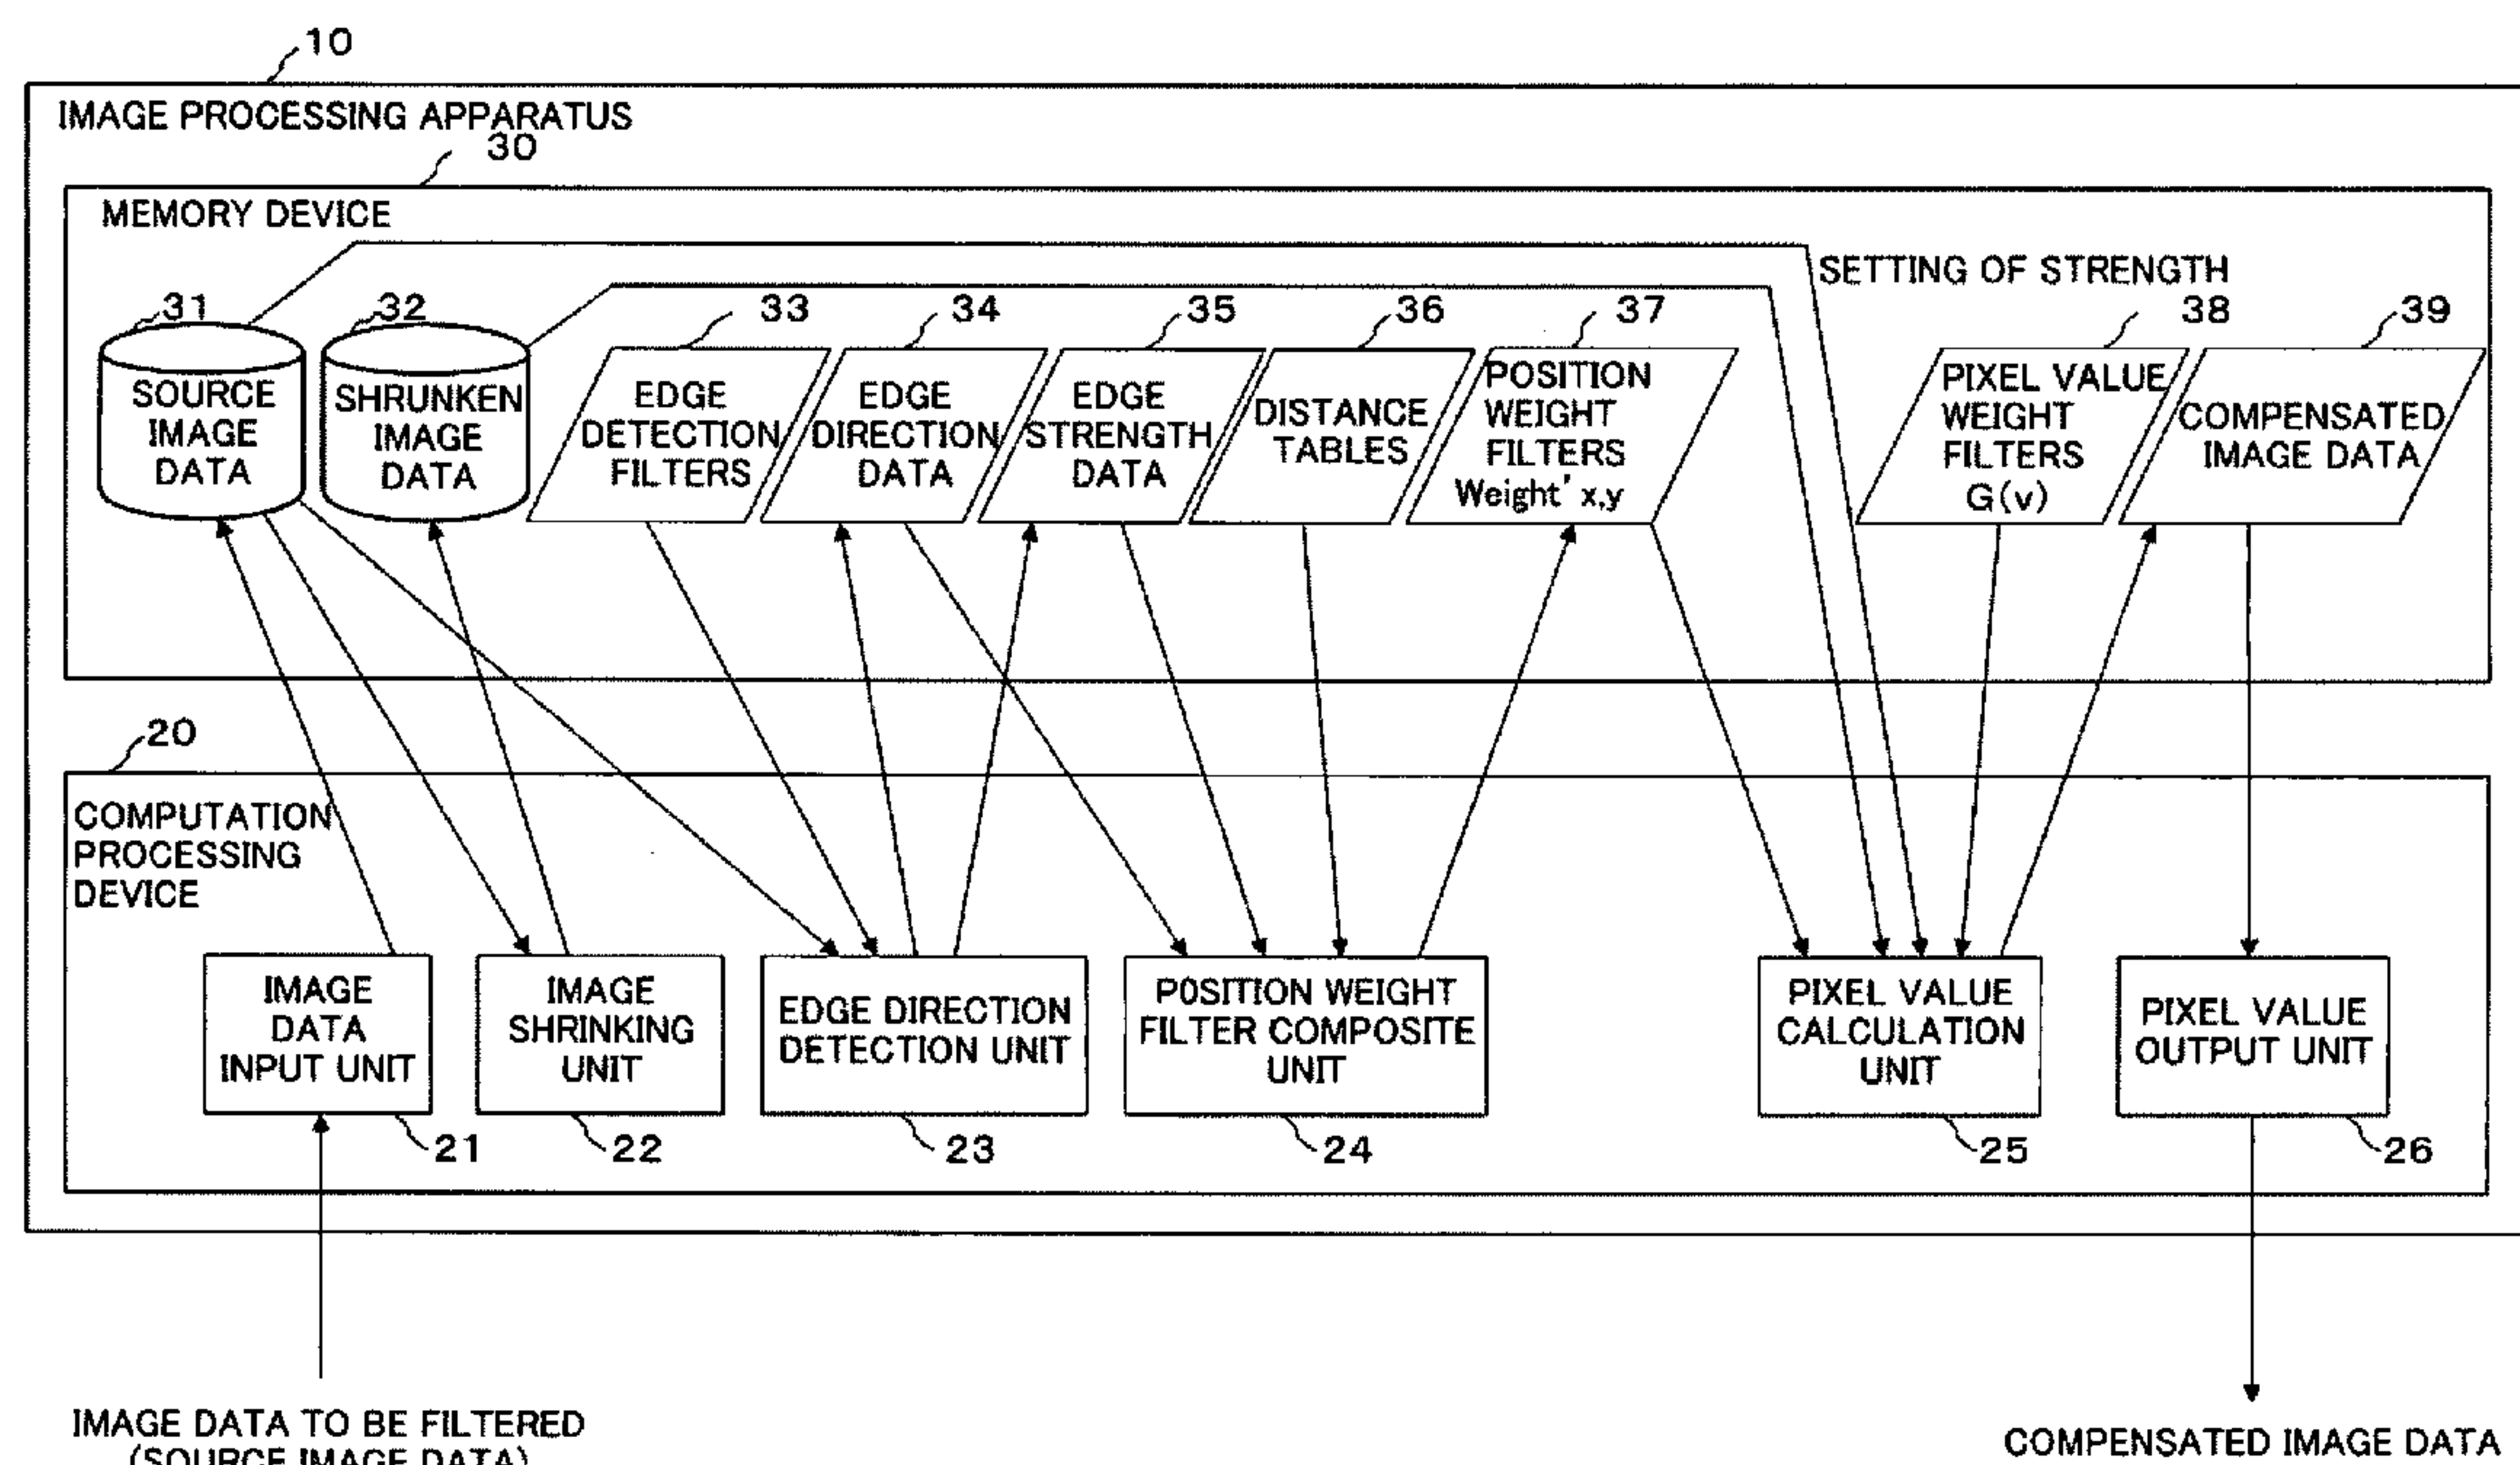 10
IMAGE PROCESSING APPARATUS
30
MEMORY DEVICE
SETTING OF STRENGTH
31
32
33
34
35
36
37
38
39
SOURCE
IMAGE
DATA
SHRUNKEN
IMAGE
DATA
EDGE
DETECTION
FILTERS
EDGE
DIRECTION
DATA
EDGE
STRENGTH
DATA
DISTANCE
TABLES
POSITION
WEIGHT
FILTERS
Weight' x,y
PIXEL VALUE
WEIGHT
FILTERS
G(v)
COMPENSATED
IMAGE DATA
20
COMPUTATION
PROCESSING
DEVICE
IMAGE
DATA
INPUT UNIT
IMAGE
SHRINKING
UNIT
EDGE DIRECTION
DETECTION UNIT
POSITION WEIGHT
FILTER COMPOSITE
UNIT
PIXEL VALUE
CALCULATION
UNIT
PIXEL VALUE
OUTPUT UNIT
21
22
23
24
25
26
IMAGE DATA TO BE FILTERED
(SOURCE IMAGE DATA)
COMPENSATED IMAGE DATA